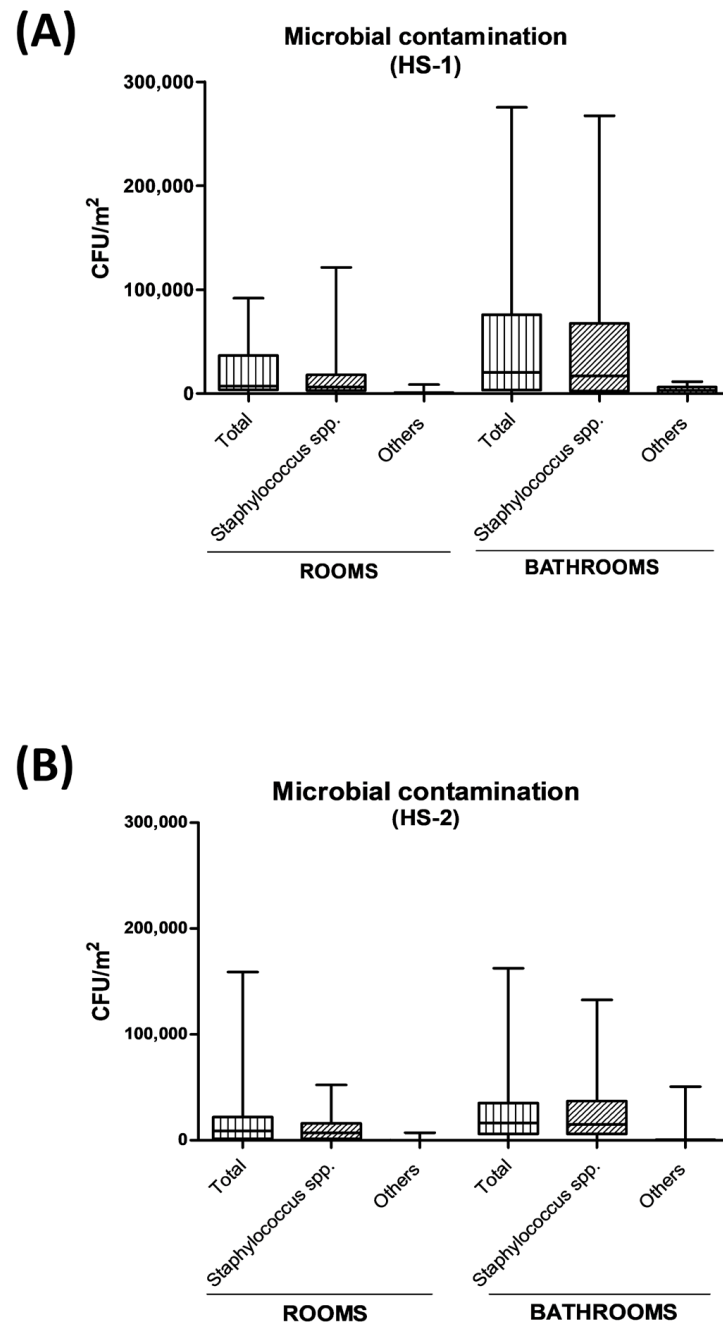 (A)
Microbial contamination
(HS-1)
300,000
200,000
100,000
0
CFU/m²
Total
Staphylococcus spp.
Others
Total
Staphylococcus spp.
Others
ROOMS
BATHROOMS
(B)
Microbial contamination
(HS-2)
300,000
200,000
100,000
0
CFU/m²
Total
Staphylococcus spp.
Others
Total
Staphylococcus spp.
Others
ROOMS
BATHROOMS